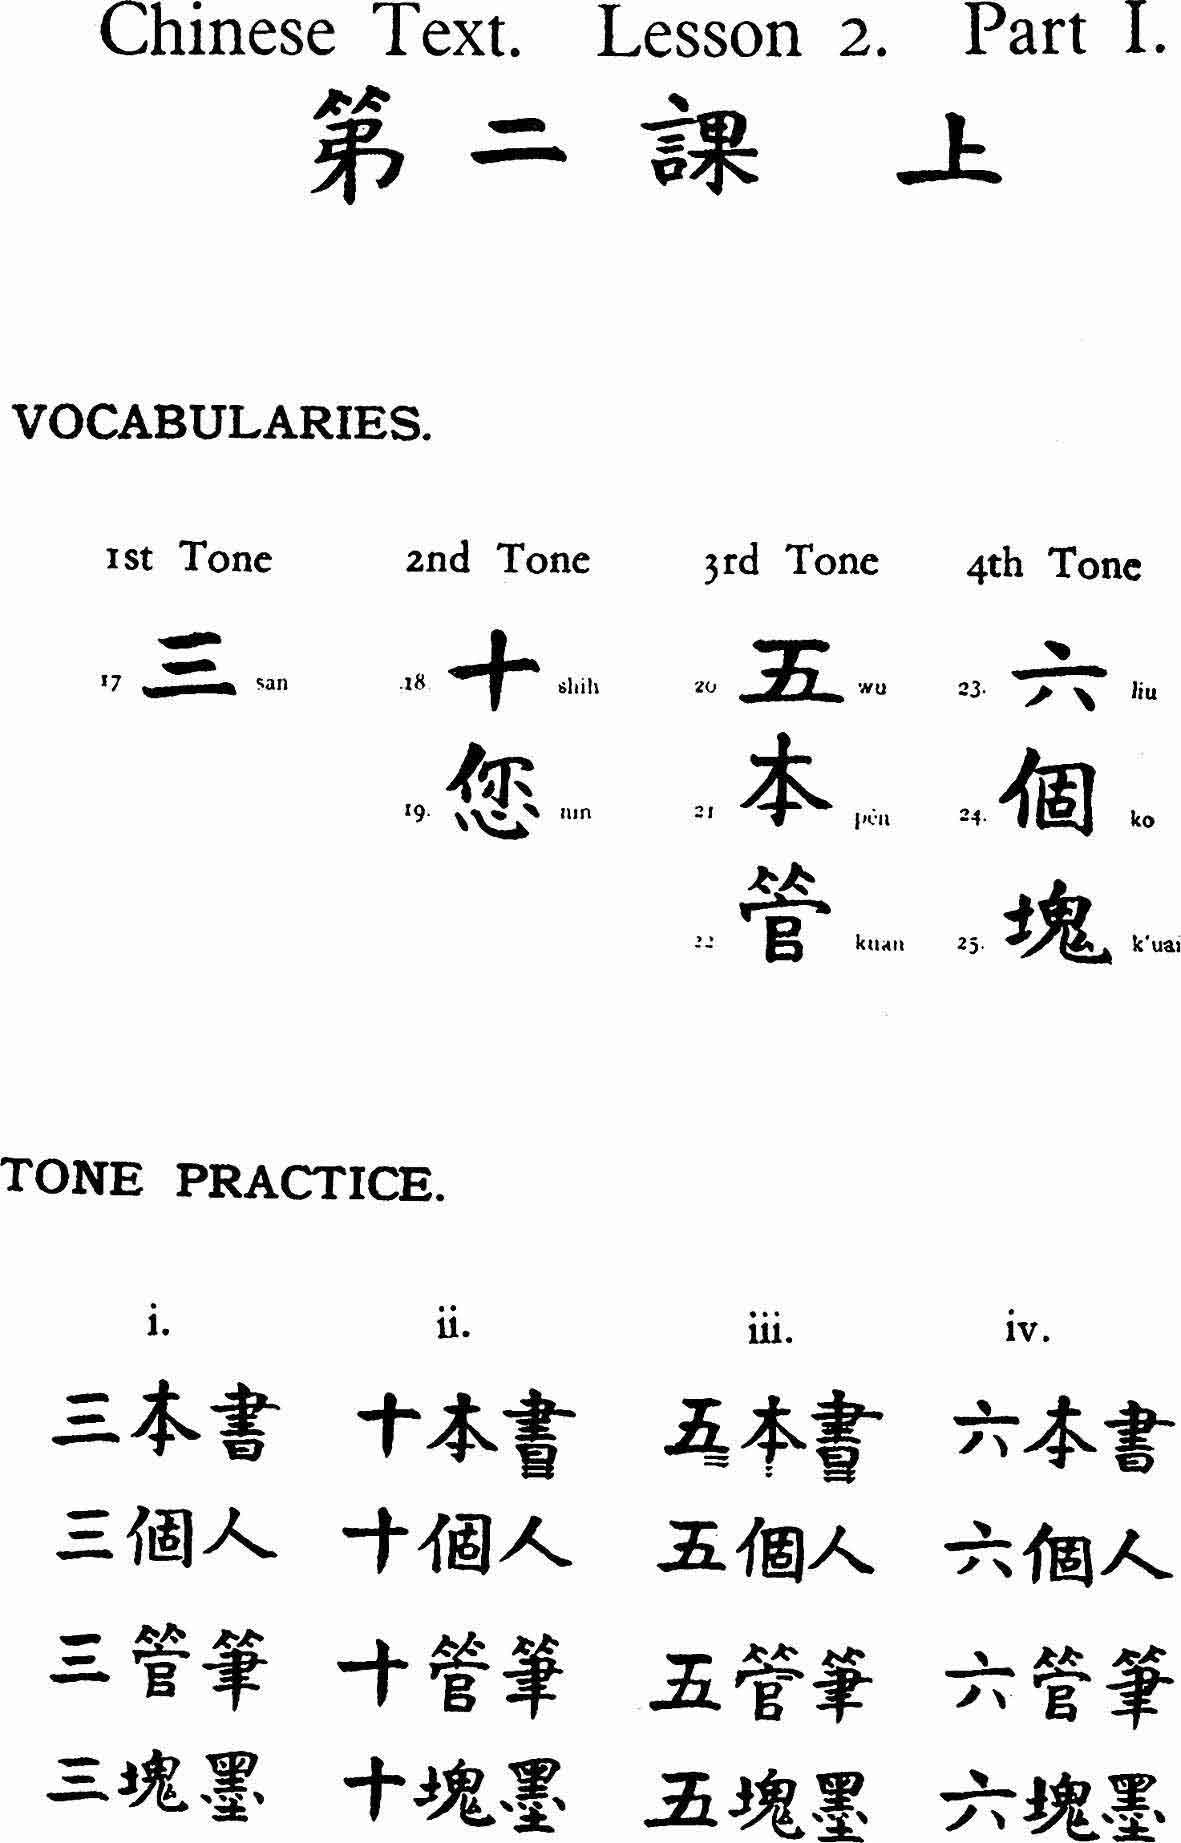 Chinese Text. Lesson 2. Part I.
第二課 上
VOCABULARIES.
1st Tone 2nd Tone 3rd Tone 4th Tone
17 三 san 18. 十 shih 20 五 wu 23. 六 liu
19. 您 nin 21 本 pên 24. 個 ko
22 管 kuan 25. 塊 k'uai
TONE PRACTICE.
i. ii. iii. iv.
三本書 十本書 五本書 六本書
三個人 十個人 五個人 六個人
三管筆 十管筆 五管筆 六管筆
三塊墨 十塊墨 五塊墨 六塊墨